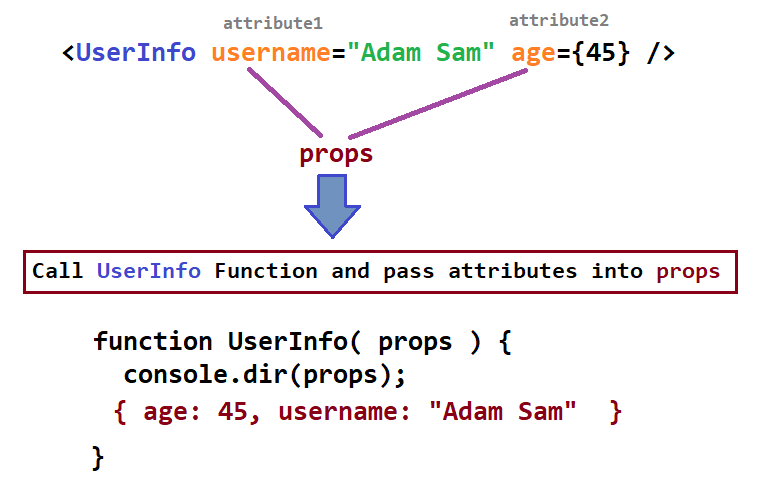 attribute1 attribute2
<UserInfo username="Adam Sam" age={45} />
props
Call UserInfo Function and pass attributes into props
function UserInfo( props ) {
console.dir(props);
{ age: 45, username: "Adam Sam" }
}